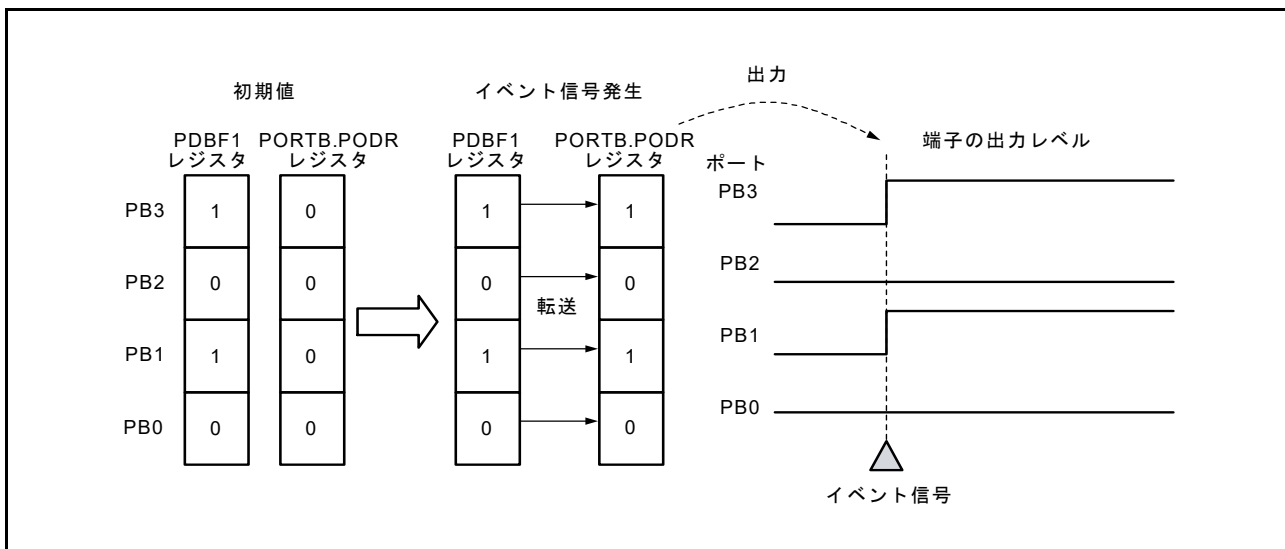 初期値
イベント信号発生
出力
PDBF1
レジスタ
PORTB.PODR
レジスタ
PDBF1
レジスタ
PORTB.PODR
レジスタ
ポート
端子の出力レベル
PB3
1
0
1
1
PB3
PB2
0
0
0
0
PB2
転送
PB1
1
0
1
1
PB1
PB0
0
0
0
0
PB0
イベント信号